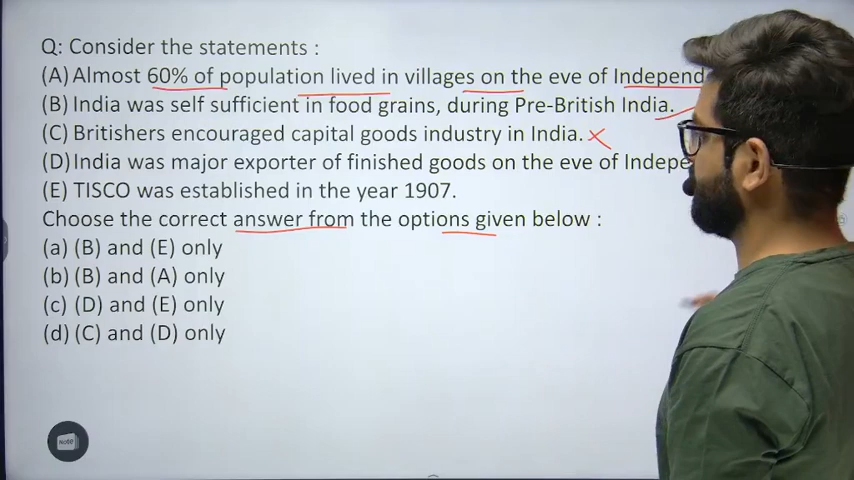 Q: Consider the statements :
(A) Almost 60% of population lived in villages on the eve of Independ
(B) India was self sufficient in food grains, during Pre-British India.
(C) Britishers encouraged capital goods industry in India.
(D) India was major exporter of finished goods on the eve of Indepe
(E) TISCO was established in the year 1907.
Choose the correct answer from the options given below :
(a) (B) and (E) only
(b) (B) and (A) only
(c) (D) and (E) only
(d) (C) and (D) only
Note